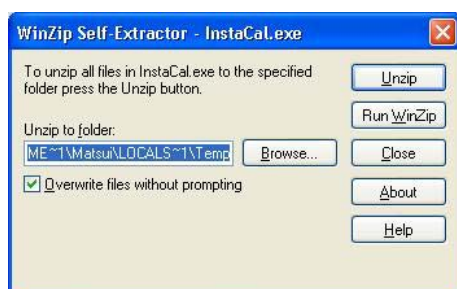 WinZip Self-Extractor - InstaCal.exe
To unzip all files in InstaCal.exe to the specified
folder press the Unzip button.
Unzip to folder:
ME~1\Matsui\LOCALS~1\Temp
Browse...
Overwrite files without prompting
Unzip
Run WinZip
Close
About
Help